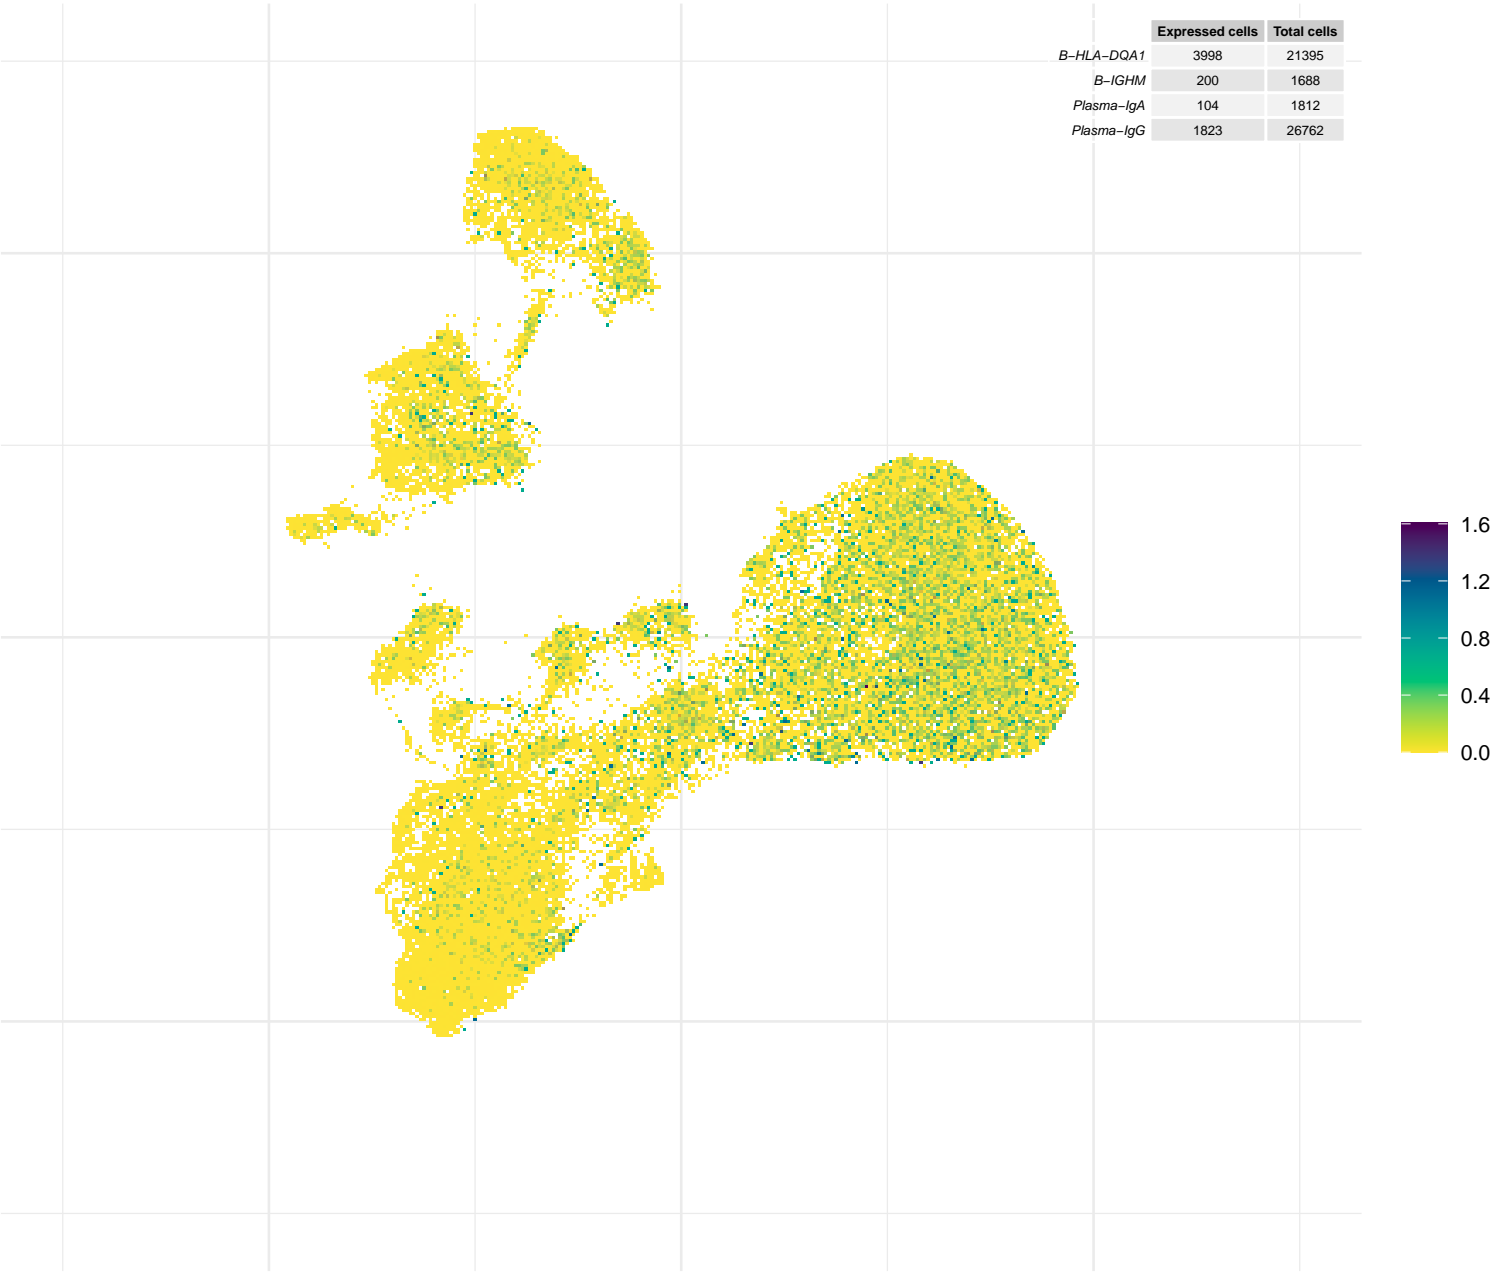 Expressed cells Total cells
B−HLA−DQA1 3998 21395
B−IGHM 200 1688
Plasma−IgA 104 1812
Plasma−IgG 1823 26762
1.6
1.2
0.8
0.4
0.0